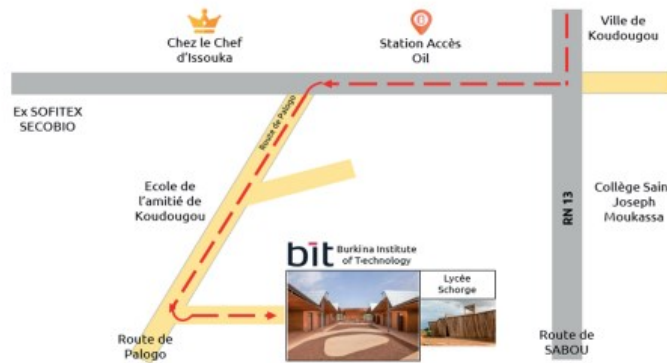 Chez le Chef
d'Issouka
Station Accès
Oil
Ville de
Koudougou
Ex SOFITEX
SECOBIO
Route de Palogo
Ecole de
l'amitié de
Koudougou
RN 13
Collège Sain
Joseph
Moukassa
bit Burkina Institute
of Technology
Lycée
Schorge
Route de
Palogo
Route de
SABOU